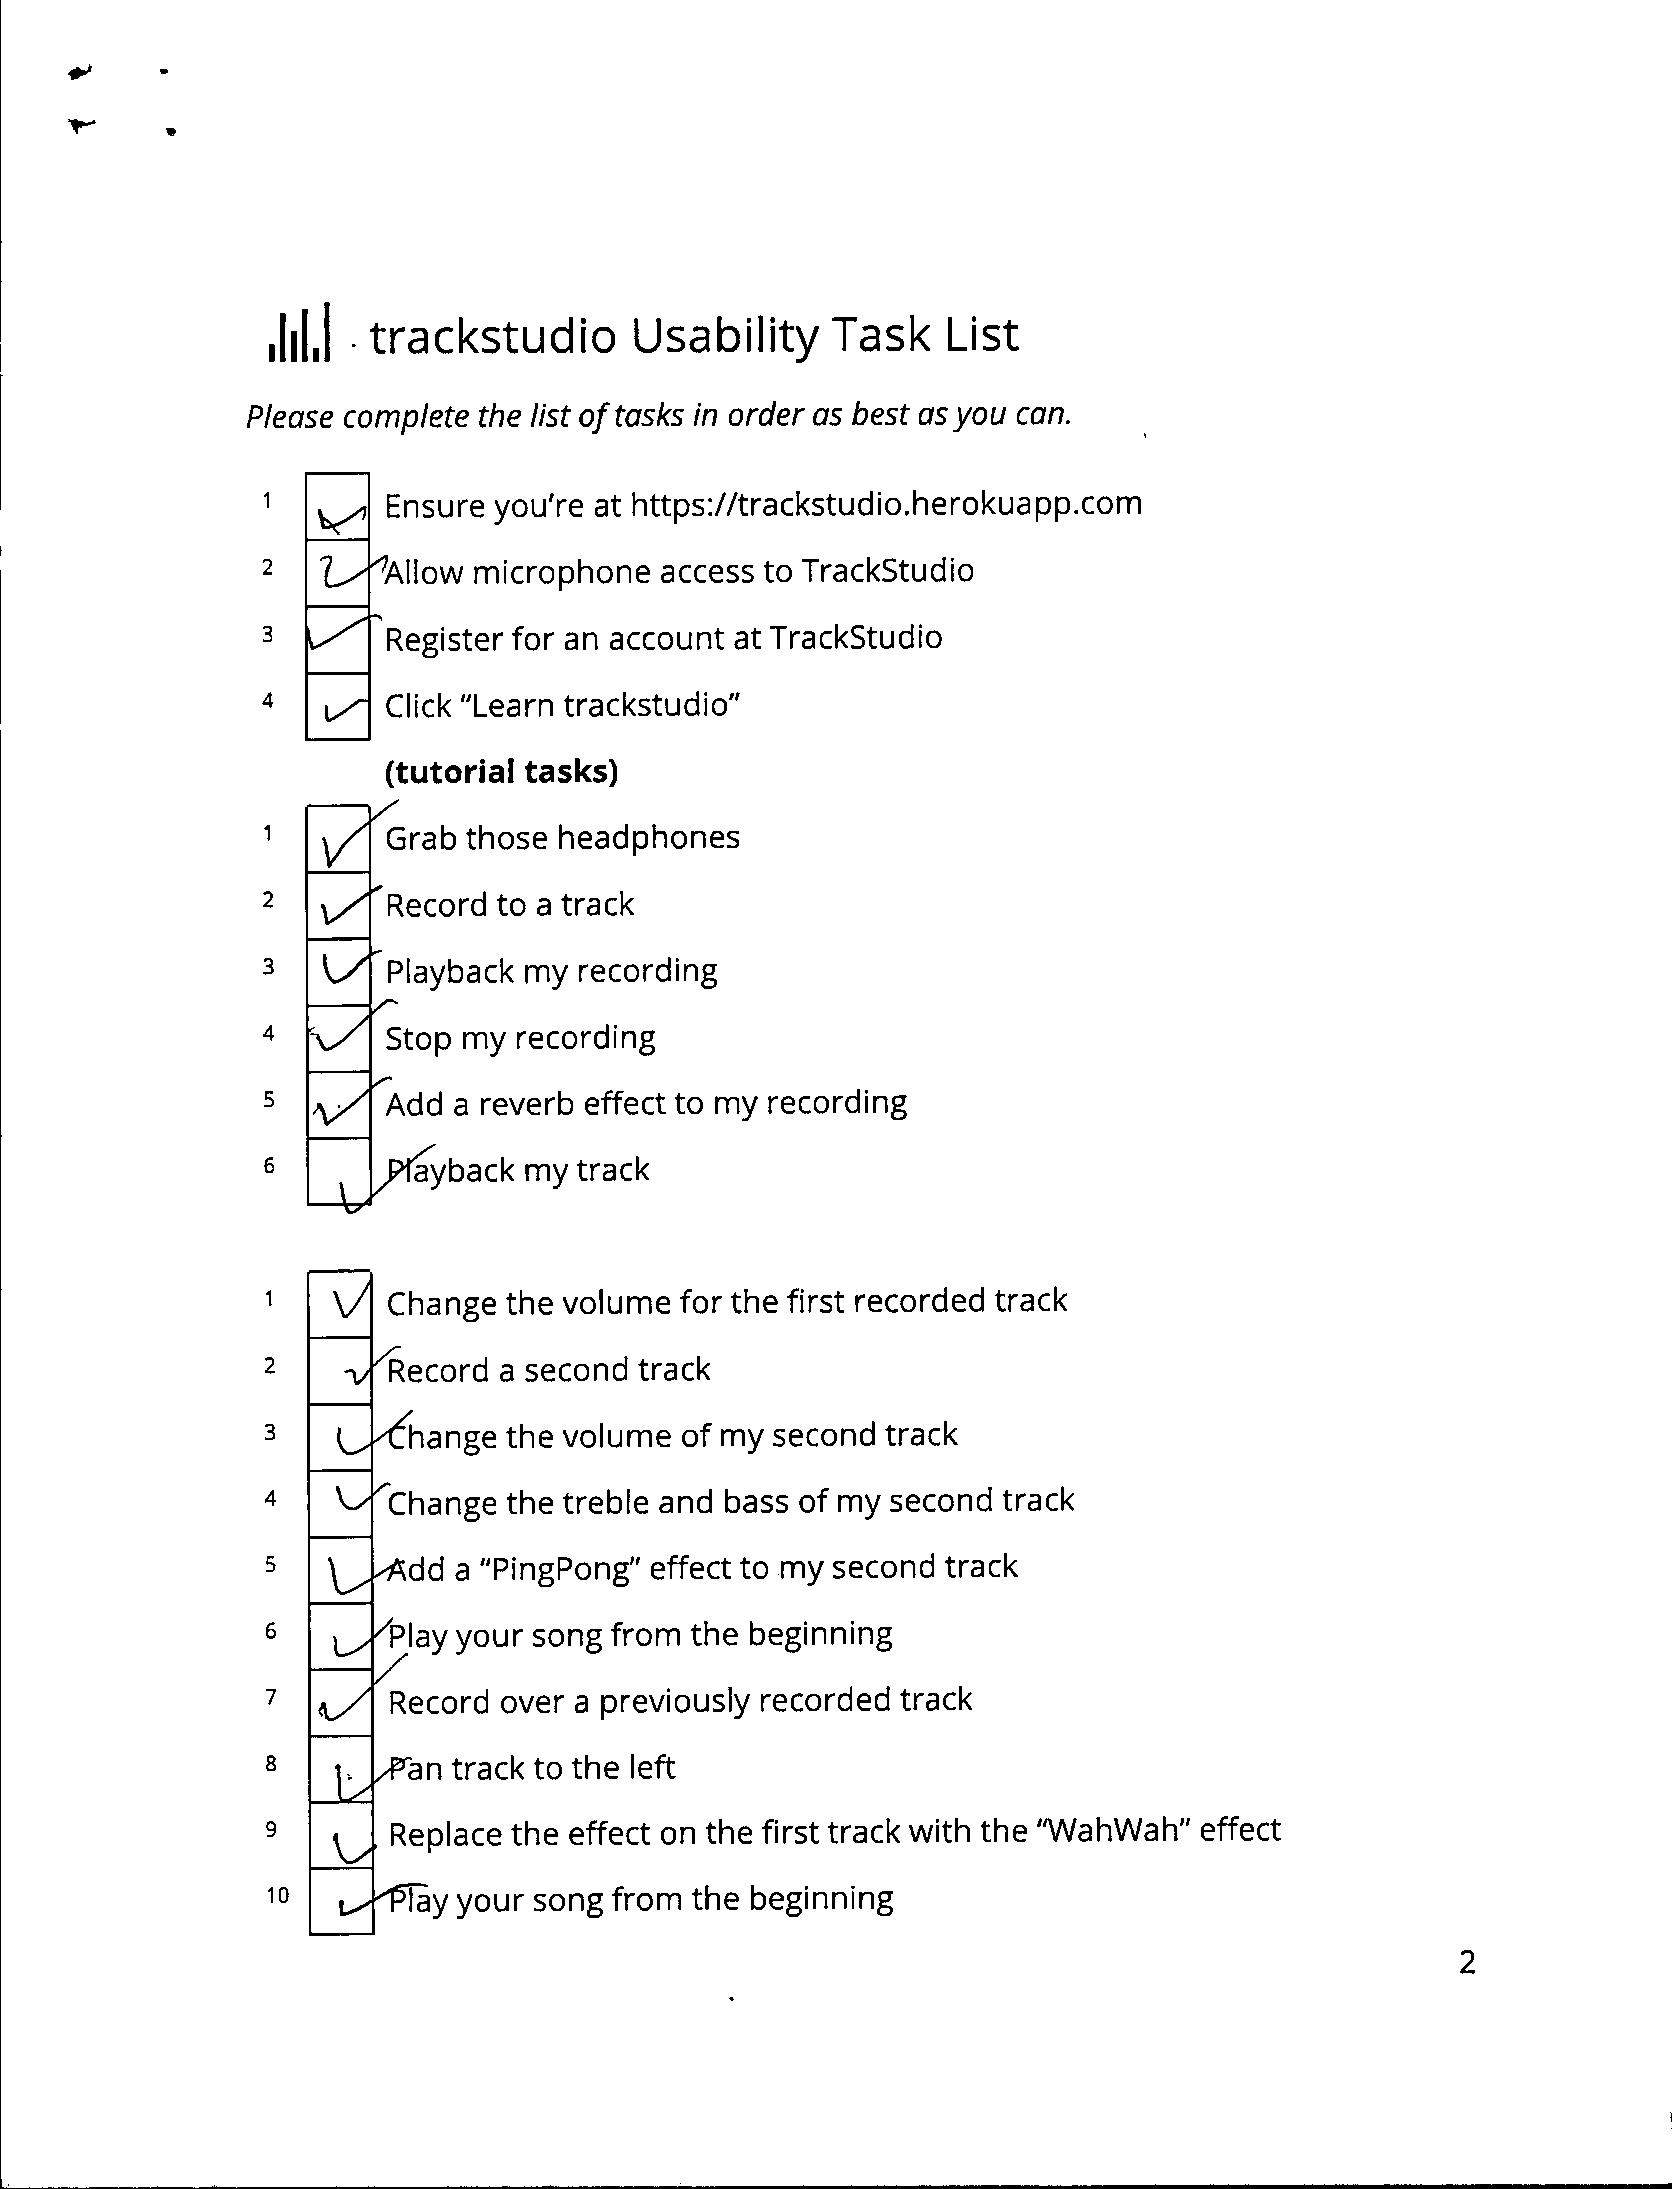 trackstudio Usability Task List
Please complete the list of tasks in order as best as you can.
1 Ensure you're at https://trackstudio.herokuapp.com
2 Allow microphone access to TrackStudio
3 Register for an account at TrackStudio
4 Click “Learn trackstudio”
(tutorial tasks)
1 Grab those headphones
2 Record to a track
3 Playback my recording
4 Stop my recording
5 Add a reverb effect to my recording
6 Playback my track
1 Change the volume for the first recorded track
2 Record a second track
3 Change the volume of my second track
4 Change the treble and bass of my second track
5 Add a “PingPong” effect to my second track
6 Play your song from the beginning
7 Record over a previously recorded track
8 Pan track to the left
9 Replace the effect on the first track with the “WahWah” effect
10 Play your song from the beginning
2